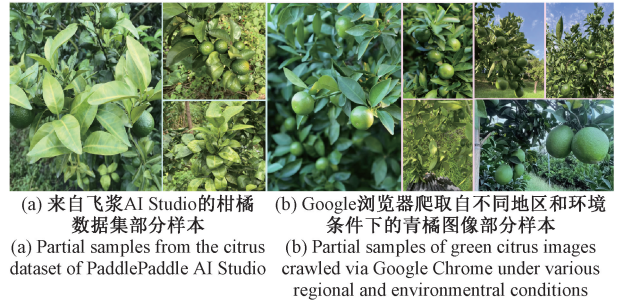 (a) 来自飞浆AI Studio的柑橘
数据集部分样本
(a) Partial samples from the citrus
dataset of PaddlePaddle AI Studio
(b) Google浏览器爬取自不同地区和环境
条件下的青橘图像部分样本
(b) Partial samples of green citrus images
crawled via Google Chrome under various
regional and environmentral conditions